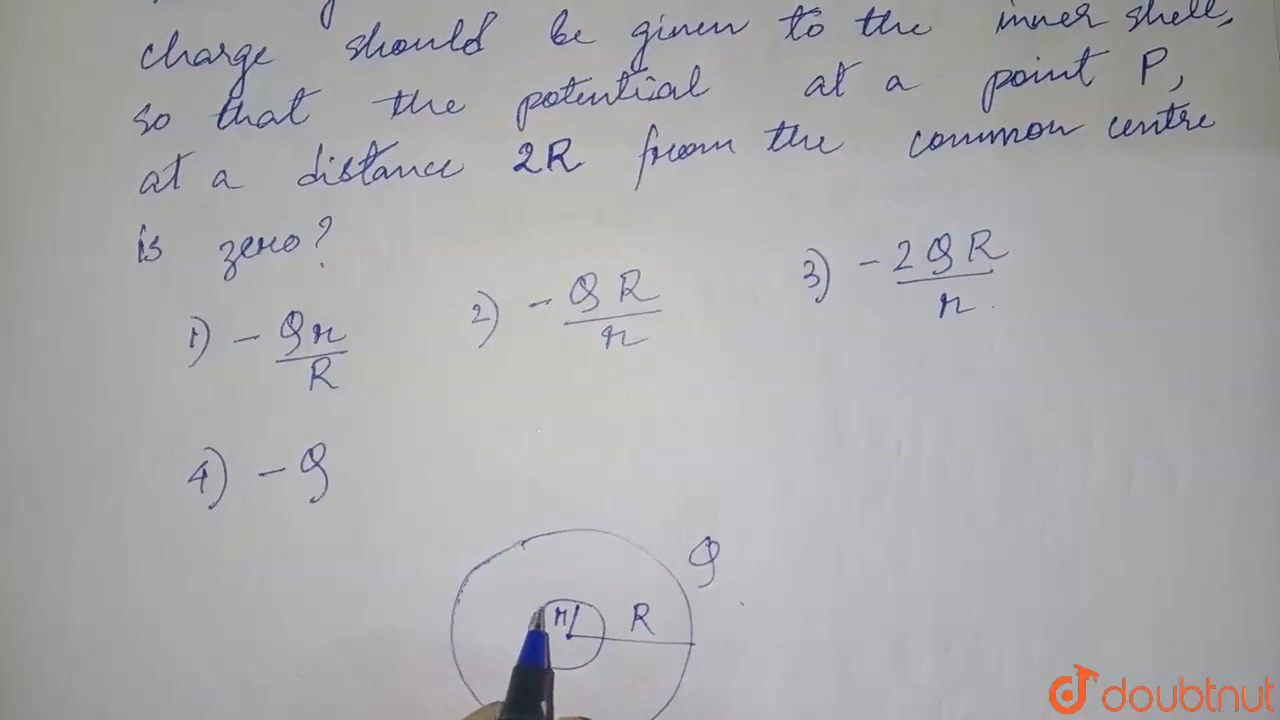 charge should be given to the inner shell,
so that the potential at a point P,
at a distance 2R from the common centre
is zero?
1) - Qr/R 2) - QR/r 3) - 2QR/r
4) - Q
Q
r R
doubtnut